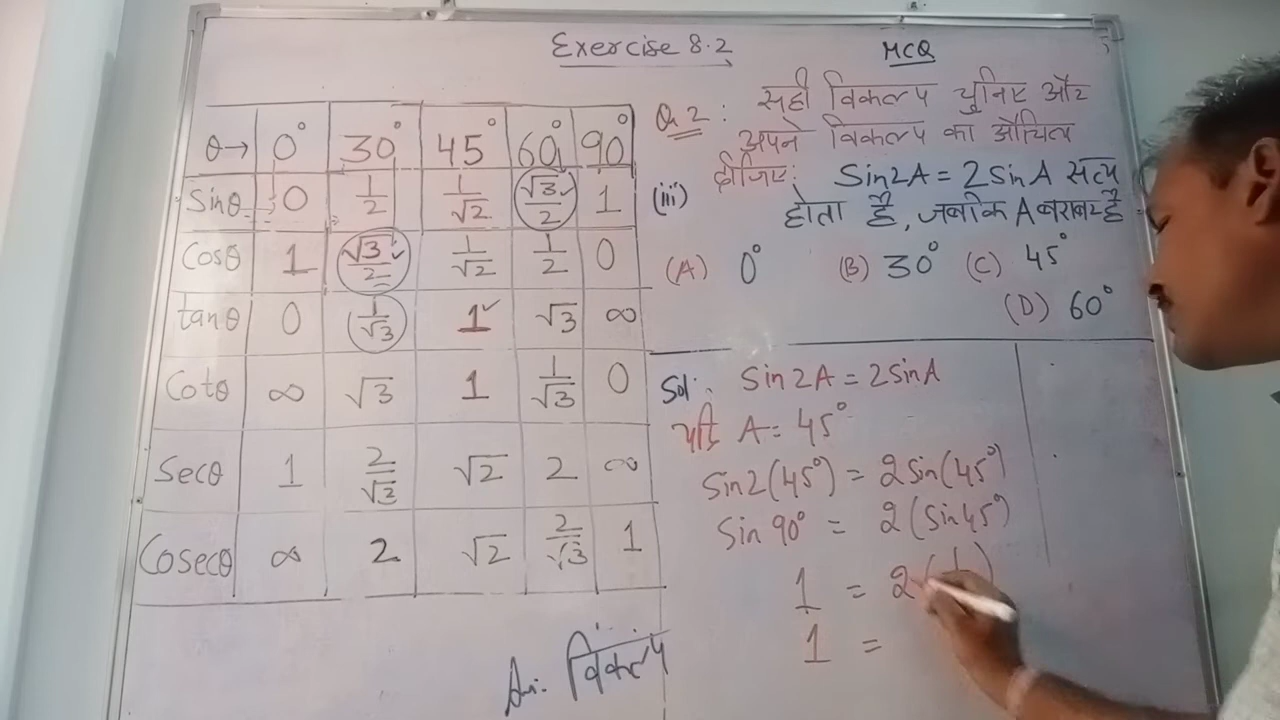 Exercise 8.2
MCQ
θ→ 0° 30° 45° 60° 90°
Sinθ 0 1/2 1/√2 √3/2 1
Cosθ 1 √3/2 1/√2 1/2 0
tanθ 0 1/√3 1 √3 ∞
Cotθ ∞ √3 1 1/√3 0
Secθ 1 2/√3 √2 2 ∞
Cosecθ ∞ 2 √2 2/√3 1
Q.2 : सही विकल्प चुनिए और
अपने विकल्प का औचित्य
दीजिए:
(iii) Sin2A = 2SinA सत्य
होता है, जबकि A बराबर है -
(A) 0° (B) 30° (C) 45°
(D) 60°
Sol: Sin2A = 2SinA
यदि A = 45°
Sin2(45°) = 2Sin(45°)
Sin90° = 2(Sin45°)
1 = 2(1
1 =
Ans: विकल्प